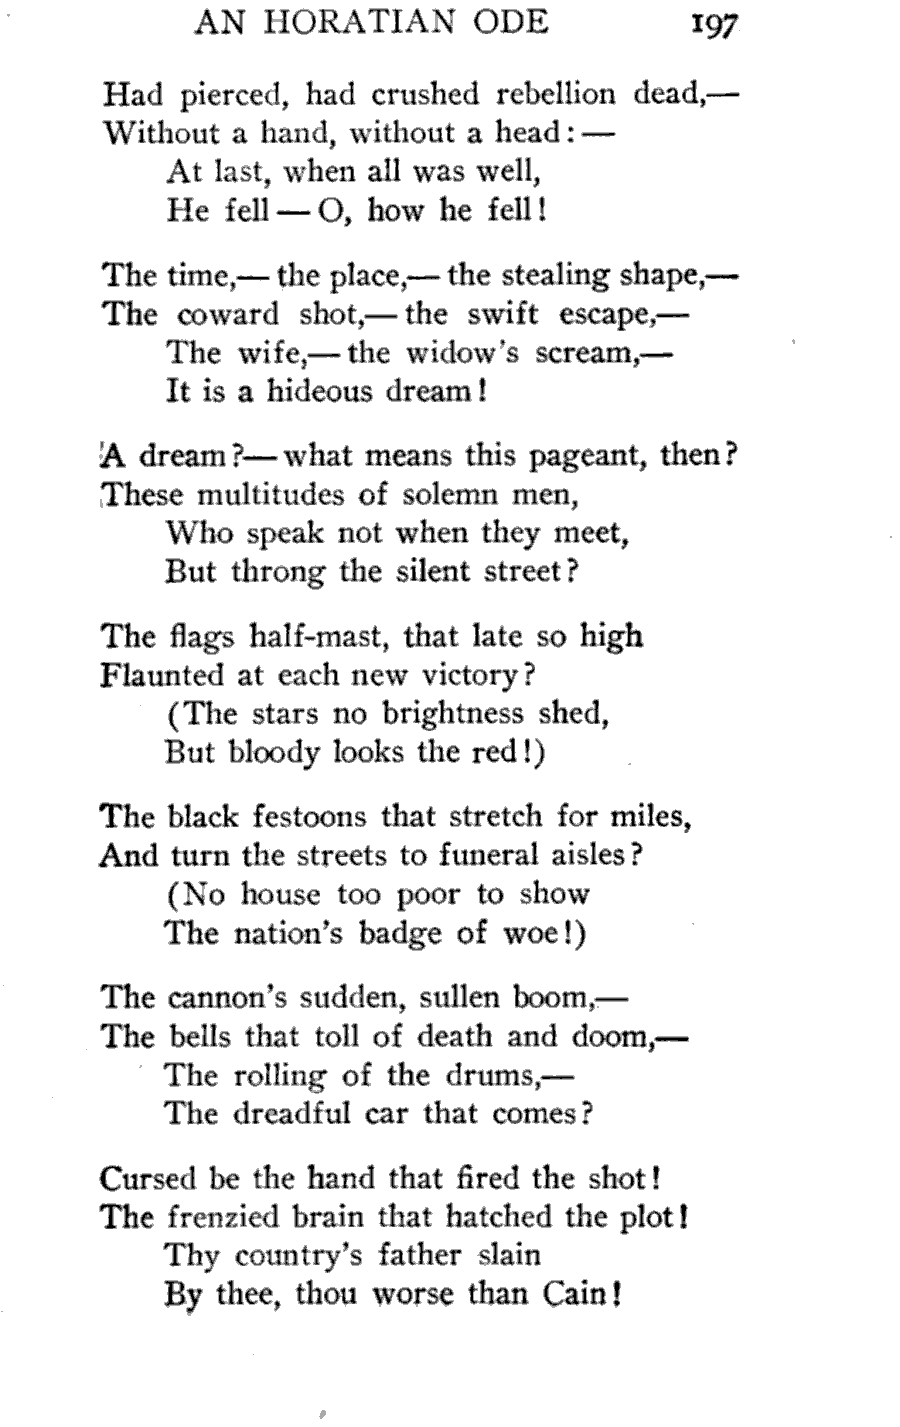 AN HORATIAN ODE 197
Had pierced, had crushed rebellion dead,—
Without a hand, without a head: —
At last, when all was well,
He fell — O, how he fell!
The time,— the place,— the stealing shape,—
The coward shot,— the swift escape,—
The wife,— the widow's scream,—
It is a hideous dream!
A dream?— what means this pageant, then?
These multitudes of solemn men,
Who speak not when they meet,
But throng the silent street?
The flags half-mast, that late so high
Flaunted at each new victory?
(The stars no brightness shed,
But bloody looks the red!)
The black festoons that stretch for miles,
And turn the streets to funeral aisles?
(No house too poor to show
The nation's badge of woe!)
The cannon's sudden, sullen boom,—
The bells that toll of death and doom,—
The rolling of the drums,—
The dreadful car that comes?
Cursed be the hand that fired the shot!
The frenzied brain that hatched the plot!
Thy country's father slain
By thee, thou worse than Cain!